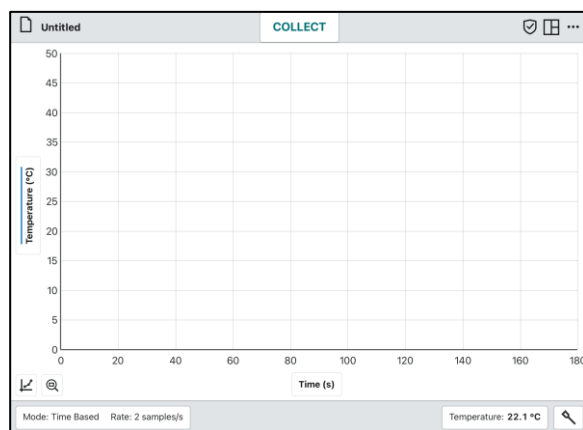 Untitled
COLLECT
50
45
40
35
30
25
20
15
10
5
0
Temperature (°C)
0 20 40 60 80 100 120 140 160 180
Time (s)
Mode: Time Based Rate: 2 samples/s
Temperature: 22.1 °C